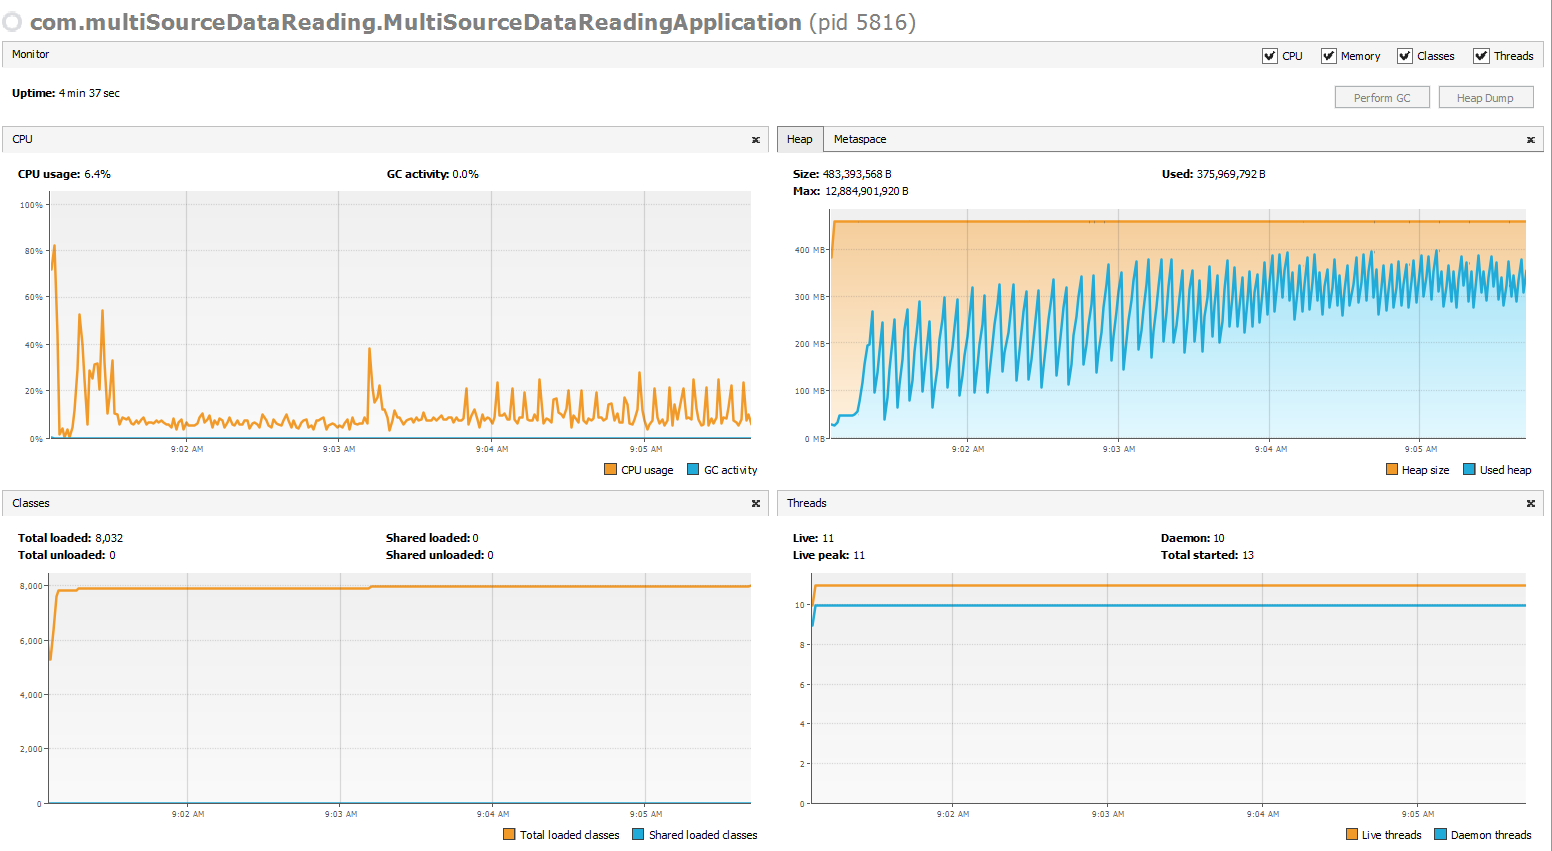 com.multiSourceDataReading.MultiSourceDataReadingApplication (pid 5816)
Monitor
CPU Memory Classes Threads
Uptime: 4 min 37 sec
Perform GC Heap Dump
CPU
CPU usage: 6.4% GC activity: 0.0%
100%
80%
60%
40%
20%
0%
9:02 AM 9:03 AM 9:04 AM 9:05 AM
CPU usage GC activity
Heap Metaspace
Size: 483,393,568 B Used: 375,969,792 B
Max: 12,884,901,920 B
400 MB
300 MB
200 MB
100 MB
0 MB
9:02 AM 9:03 AM 9:04 AM 9:05 AM
Heap size Used heap
Classes
Total loaded: 8,032 Shared loaded: 0
Total unloaded: 0 Shared unloaded: 0
8,000
6,000
4,000
2,000
0
9:02 AM 9:03 AM 9:04 AM 9:05 AM
Total loaded classes Shared loaded classes
Threads
Live: 11 Daemon: 10
Live peak: 11 Total started: 13
10
8
6
4
2
0
9:02 AM 9:03 AM 9:04 AM 9:05 AM
Live threads Daemon threads